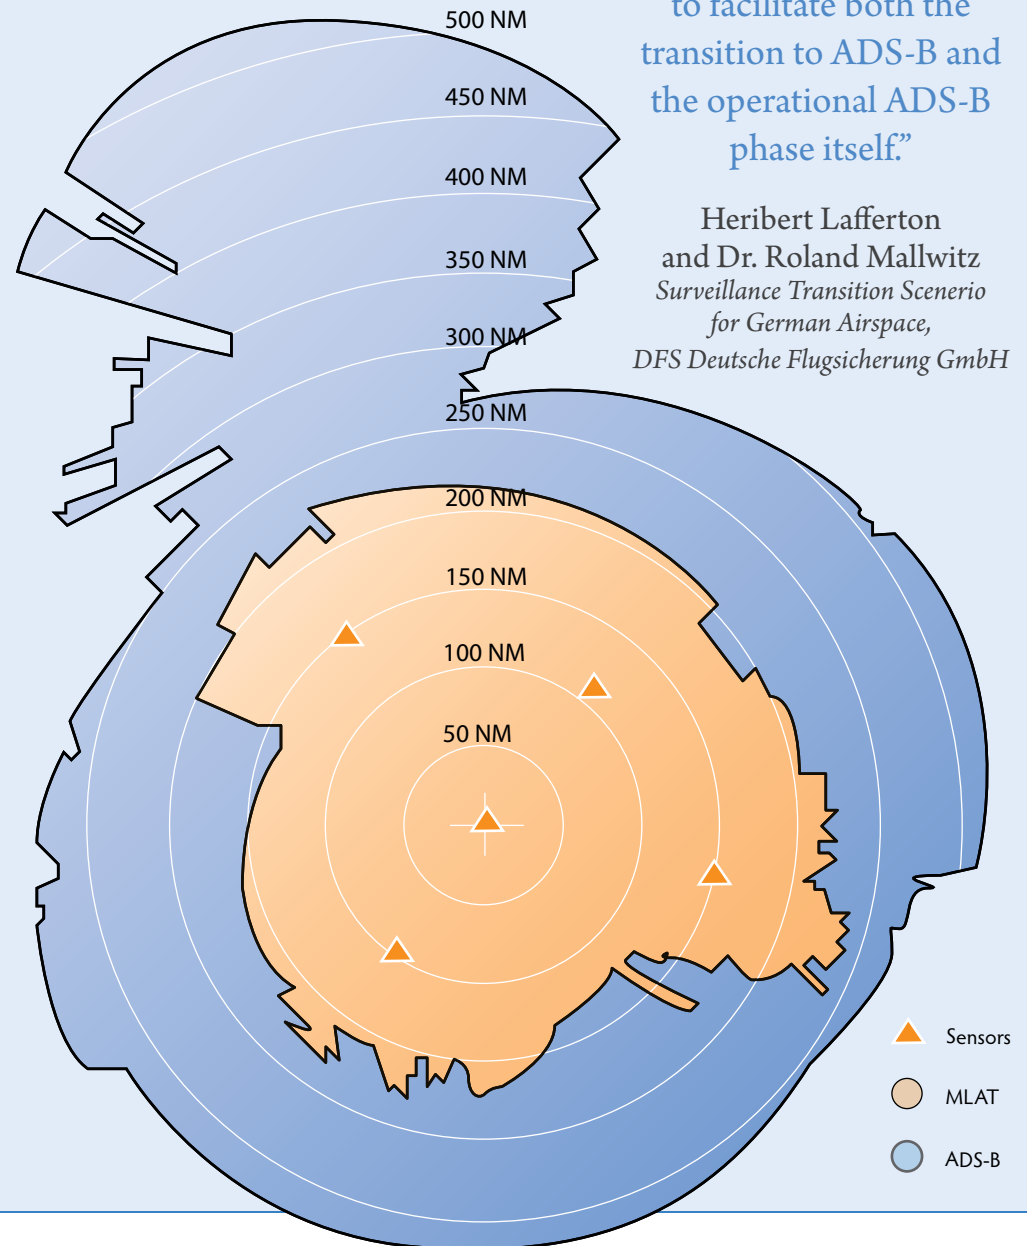 to facilitate both the
transition to ADS-B and
the operational ADS-B
phase itself.”
Heribert Lafferton
and Dr. Roland Mallwitz
Surveillance Transition Scenerio
for German Airspace,
DFS Deutsche Flugsicherung GmbH
500 NM
450 NM
400 NM
350 NM
300 NM
250 NM
200 NM
150 NM
100 NM
50 NM
Sensors
MLAT
ADS-B